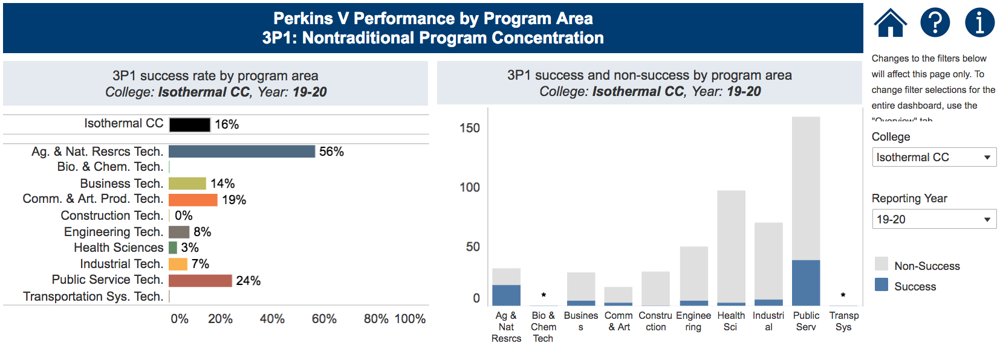 Perkins V Performance by Program Area
3P1: Nontraditional Program Concentration
3P1 success rate by program area
College: Isothermal CC, Year: 19-20
Isothermal CC 16%
Ag. & Nat. Resrcs Tech. 56%
Bio. & Chem. Tech.
Business Tech. 14%
Comm. & Art. Prod. Tech. 19%
Construction Tech. 0%
Engineering Tech. 8%
Health Sciences 3%
Industrial Tech. 7%
Public Service Tech. 24%
Transportation Sys. Tech.
0% 20% 40% 60% 80% 100%
3P1 success and non-success by program area
College: Isothermal CC, Year: 19-20
150
100
50
0
* *
Ag & Bio & Busines Comm Constru Enginee Health Industri Public Transp
Nat Chem s & Art ction ring Sci al Serv Sys
Resrcs Tech
Changes to the filters below
will affect this page only. To
change filter selections for the
entire dashboard, use the
"Overview" tab
College
Isothermal CC
Reporting Year
19-20
Non-Success
Success